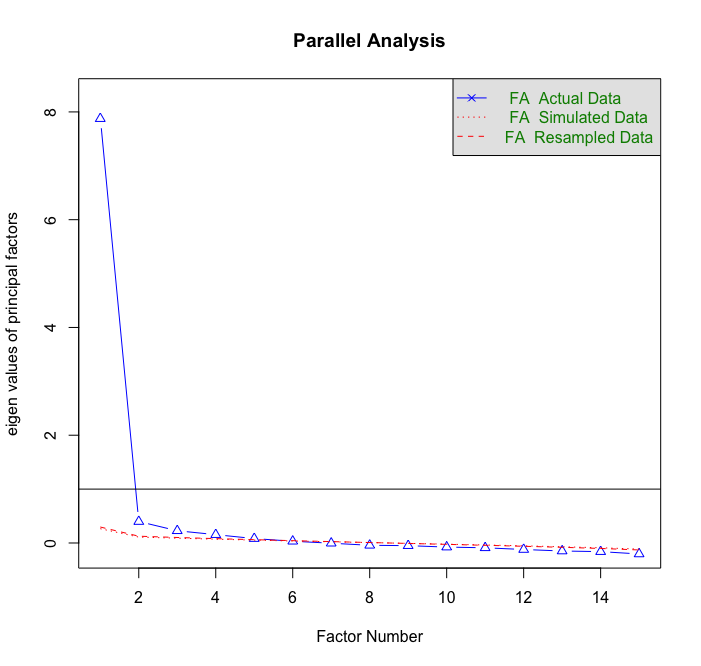 Parallel Analysis
FA Actual Data
FA Simulated Data
FA Resampled Data
eigen values of principal factors
8
6
4
2
0
2 4 6 8 10 12 14
Factor Number